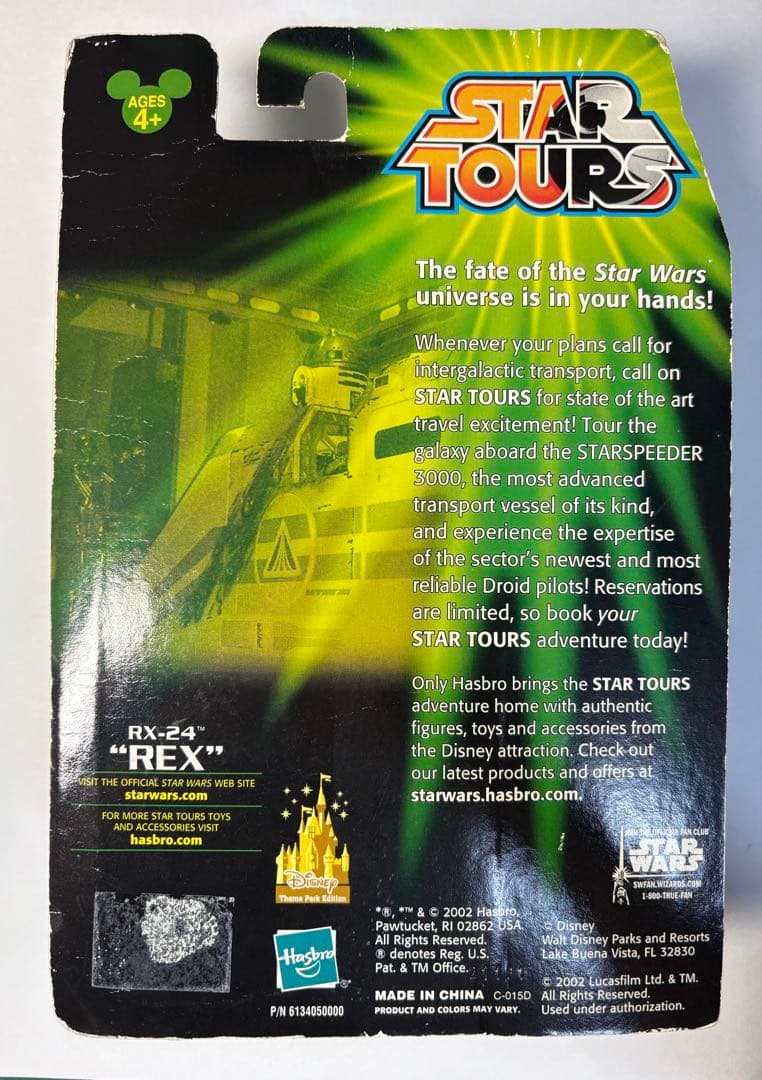 AGES
4+
STAR
TOURS
The fate of the Star Wars
universe is in your hands!
Whenever your plans call for
intergalactic transport, call on
STAR TOURS for state of the art
travel excitement! Tour the
galaxy aboard the STARSPEEDER
3000, the most advanced
transport vessel of its kind,
and experience the expertise
of the sector's newest and most
reliable Droid pilots! Reservations
are limited, so book your
STAR TOURS adventure today!
Only Hasbro brings the STAR TOURS
adventure home with authentic
figures, toys and accessories from
the Disney attraction. Check out
our latest products and offers at
starwars.hasbro.com.
RX-24™
“REX”
VISIT THE OFFICIAL STAR WARS WEB SITE
starwars.com
FOR MORE STAR TOURS TOYS
AND ACCESSORIES VISIT
hasbro.com
Disney
Theme Park Edition
JOIN THE OFFICIAL FAN CLUB
STAR
WARS
SWFAN.WIZARDS.COM
1-800-TRUE-FAN
Hasbro®
P/N 6134050000
*®, *™ & © 2002 Hasbro,
Pawtucket, RI 02862 USA.
All Rights Reserved.
® denotes Reg. U.S.
Pat. & TM Office.
MADE IN CHINA C-015D
PRODUCT AND COLORS MAY VARY.
© Disney
Walt Disney Parks and Resorts
Lake Buena Vista, FL 32830
© 2002 Lucasfilm Ltd. & TM.
All Rights Reserved.
Used under authorization.